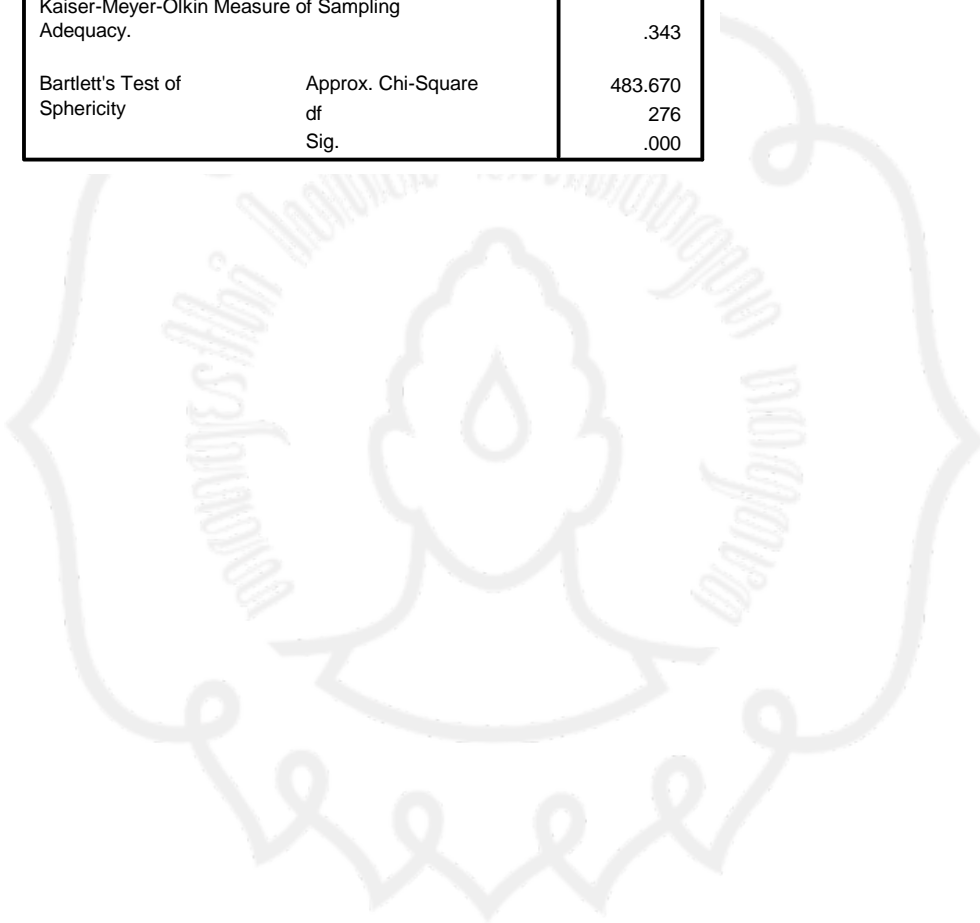 Kaiser-Meyer-Olkin Measure of Sampling
Adequacy. .343
Bartlett's Test of Approx. Chi-Square 483.670
Sphericity df 276
Sig. .000